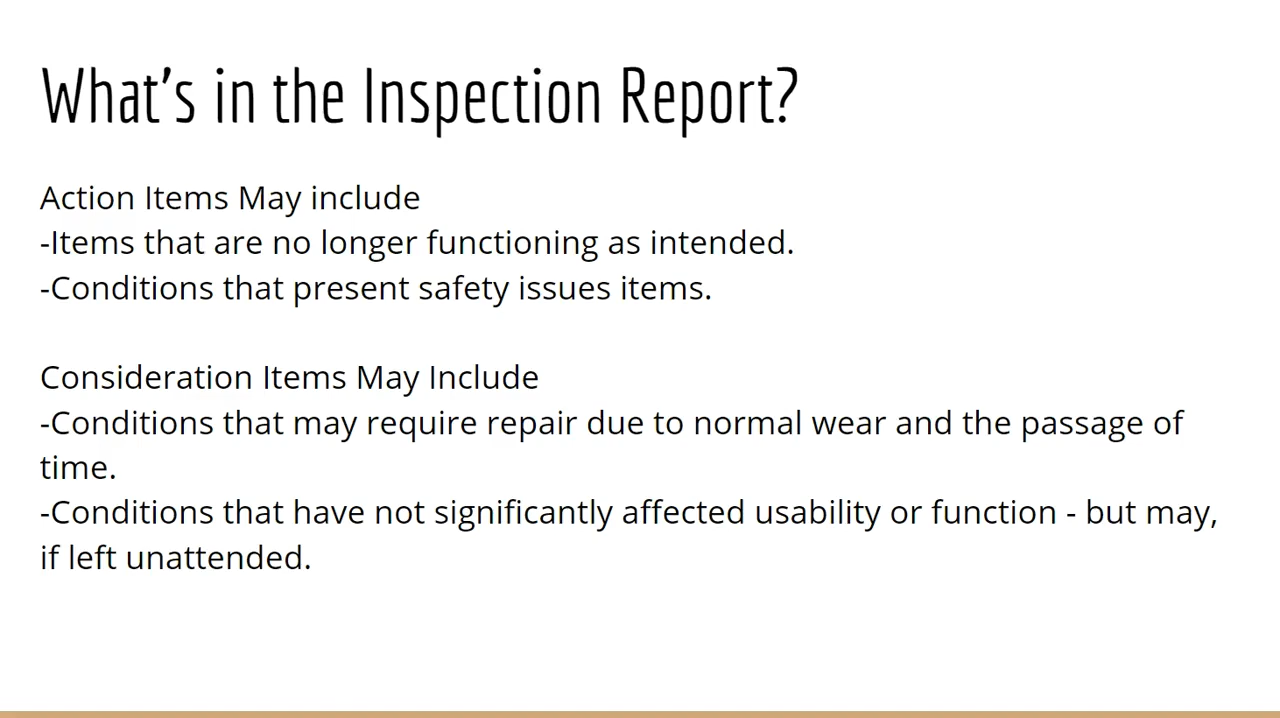 What's in the Inspection Report?
Action Items May include
-Items that are no longer functioning as intended.
-Conditions that present safety issues items.
Consideration Items May Include
-Conditions that may require repair due to normal wear and the passage of
time.
-Conditions that have not significantly affected usability or function - but may,
if left unattended.